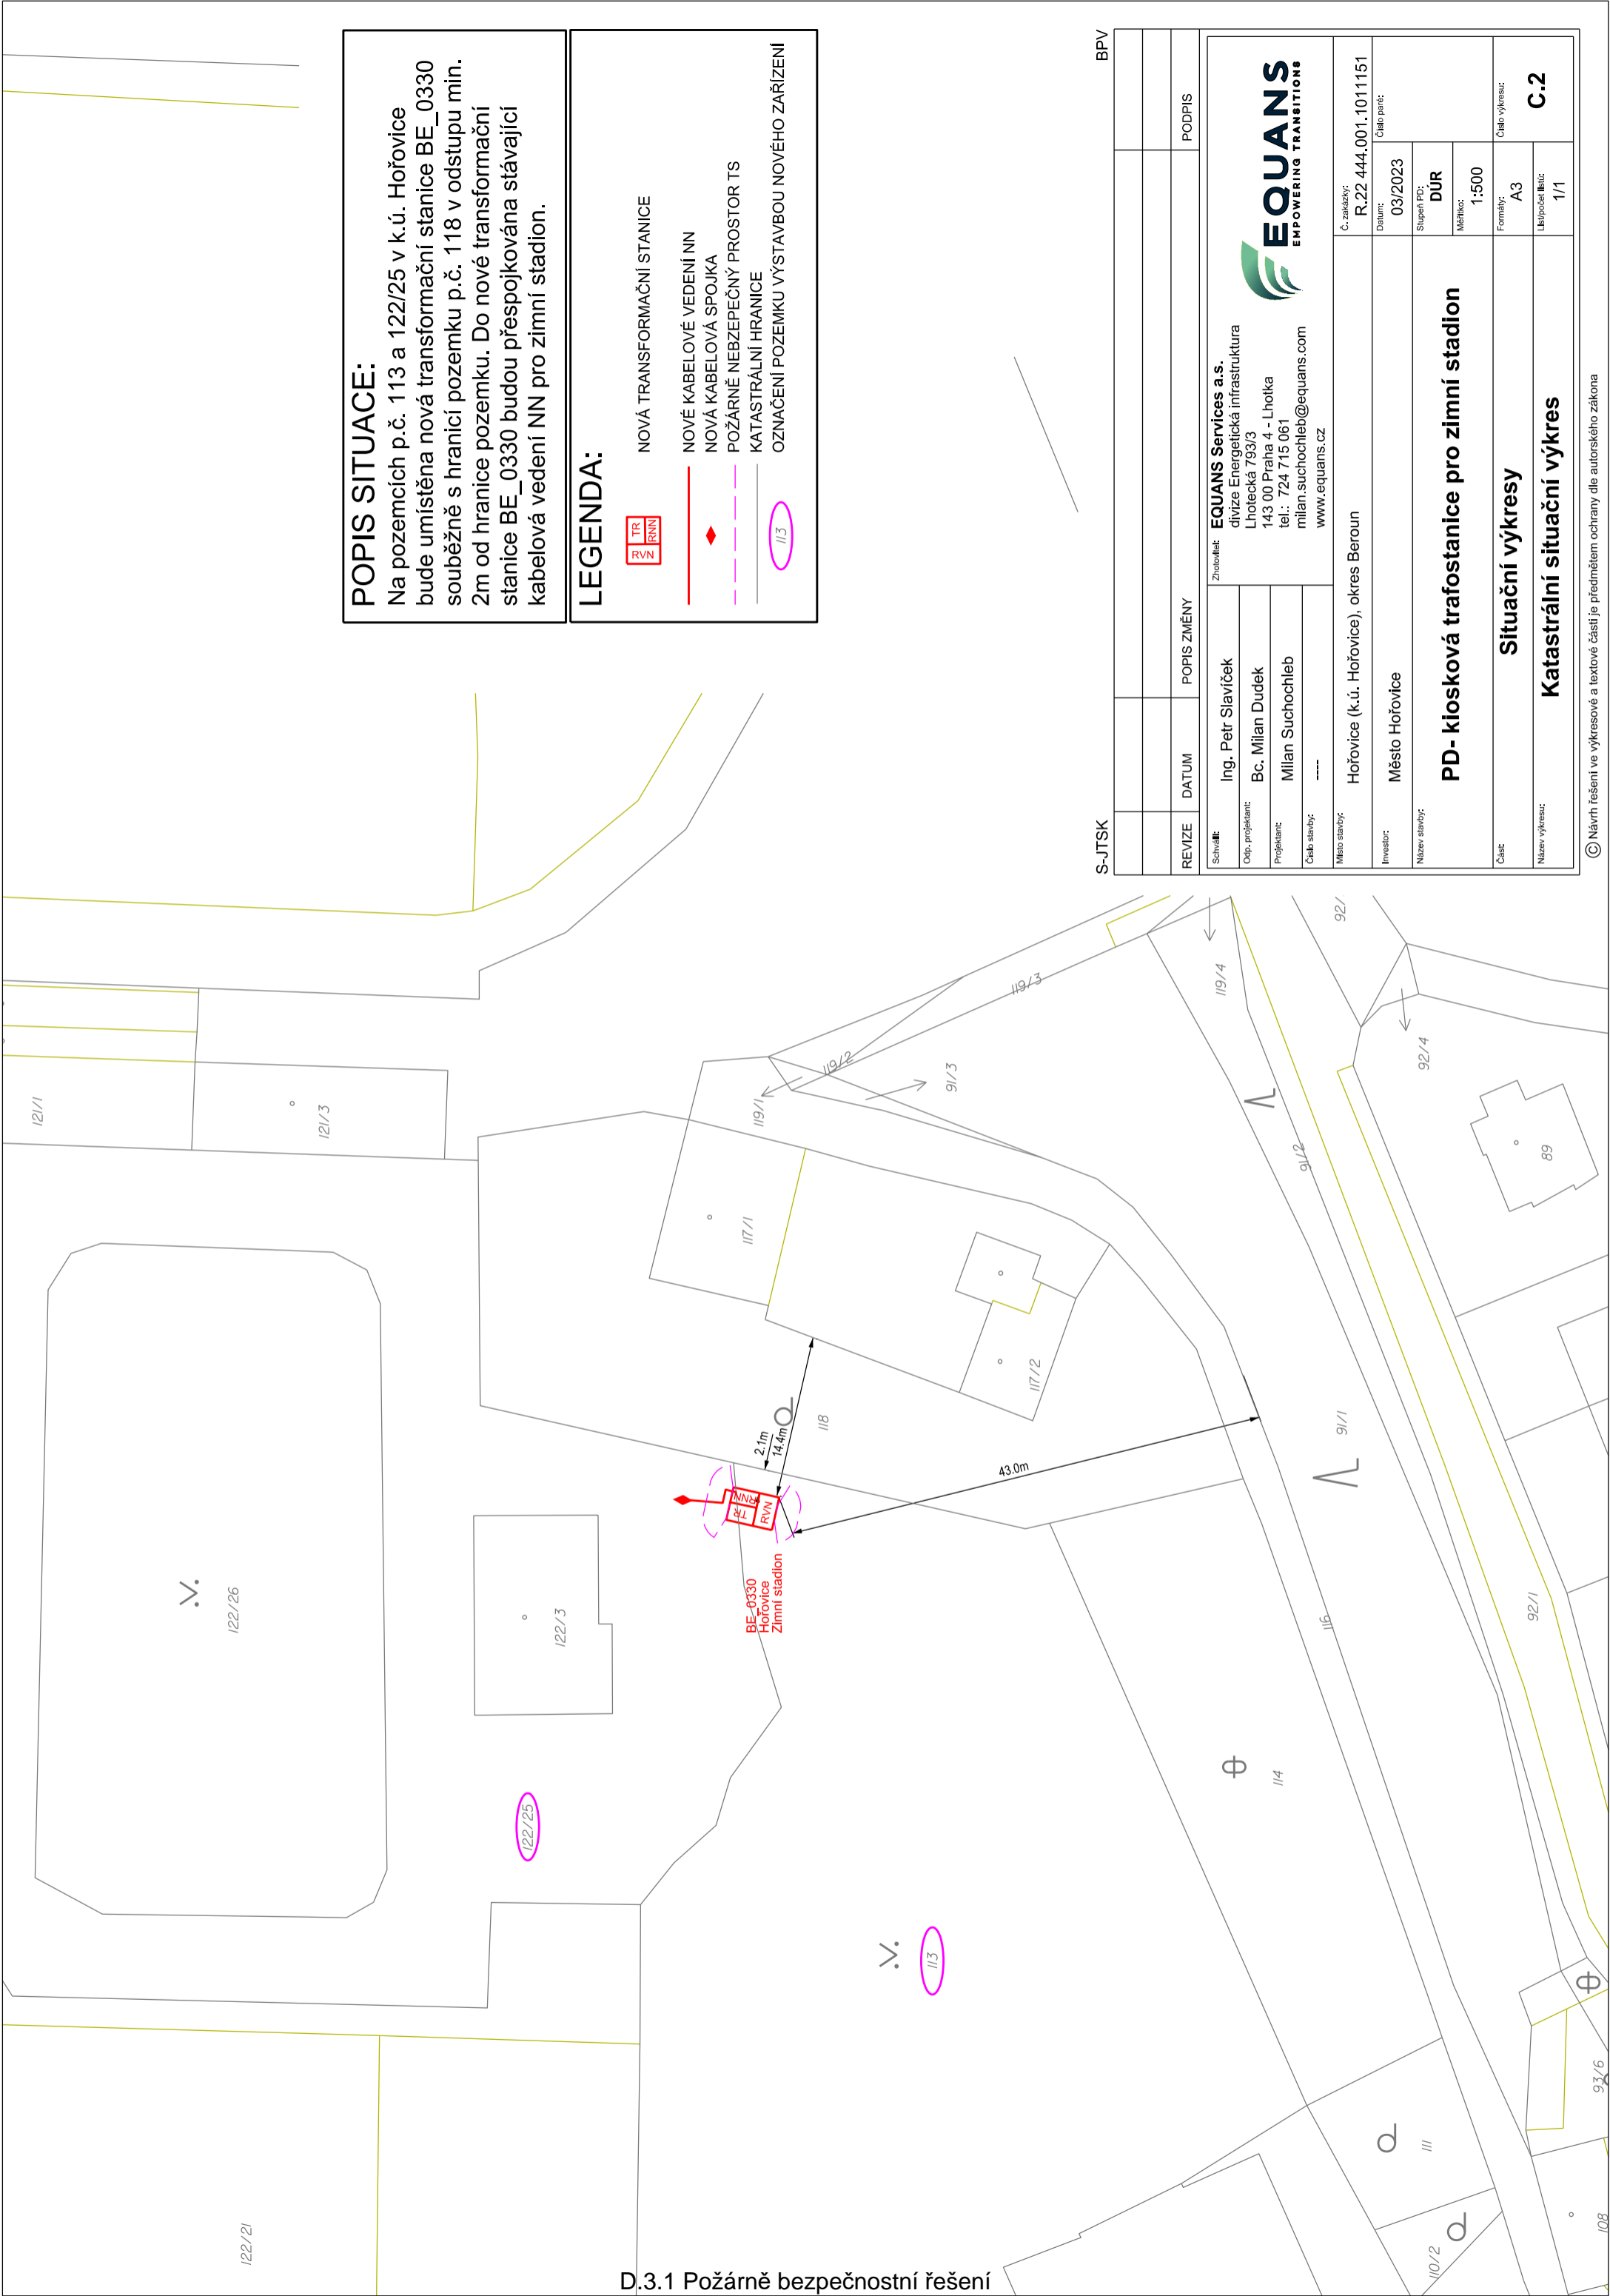 POPIS SITUACE:
Na pozemcích p.č. 113 a 122/25 v k.ú. Hořovice
bude umístěna nová transformační stanice BE_0330
souběžně s hranicí pozemku p.č. 118 v odstupu min.
2m od hranice pozemku. Do nové transformační
stanice BE_0330 budou přespojkována stávající
kabelová vedení NN pro zimní stadion.
LEGENDA:
RVN
TR
RNN
NOVÁ TRANSFORMAČNÍ STANICE
NOVÉ KABELOVÉ VEDENÍ NN
NOVÁ KABELOVÁ SPOJKA
POŽÁRNĚ NEBZEPEČNÝ PROSTOR TS
KATASTRÁLNÍ HRANICE
113
OZNAČENÍ POZEMKU VÝSTAVBOU NOVÉHO ZAŘÍZENÍ
122/21
122/26
122/25
122/3
121/1
121/3
117/1
119/1
119/2
119/3
91/3
119/4
117/2
118
2.1m
14.4m
43.0m
TR
RNN
RVN
BE_0330
Hořovice
Zimní stadion
113
91/2
91/1
92/
92/4
89
116
114
92/1
111
110/2
93/6
108
S-JTSK
BPV
REVIZE
DATUM
POPIS ZMĚNY
PODPIS
Schválil:
Ing. Petr Slavíček
Odp. projektant:
Bc. Milan Dudek
Projektant:
Milan Suchochleb
Číslo stavby:
----
Zhotovitel:
EQUANS Services a.s.
divize Energetická infrastruktura
Lhotecká 793/3
143 00 Praha 4 - Lhotka
tel.: 724 715 061
milan.suchochleb@equans.com
www.equans.cz
EQUANS
EMPOWERING TRANSITIONS
Místo stavby:
Hořovice (k.ú. Hořovice), okres Beroun
Č. zakázky:
R.22 444.001.1011151
Investor:
Město Hořovice
Datum:
03/2023
Číslo paré:
Název stavby:
PD- kiosková trafostanice pro zimní stadion
Stupeň PD:
DÚR
Měřítko:
1:500
Část:
Situační výkresy
Formáty:
A3
Číslo výkresu:
C.2
Název výkresu:
Katastrální situační výkres
List/počet listů:
1/1
© Návrh řešení ve výkresové a textové části je předmětem ochrany dle autorského zákona
D.3.1 Požárně bezpečnostní řešení